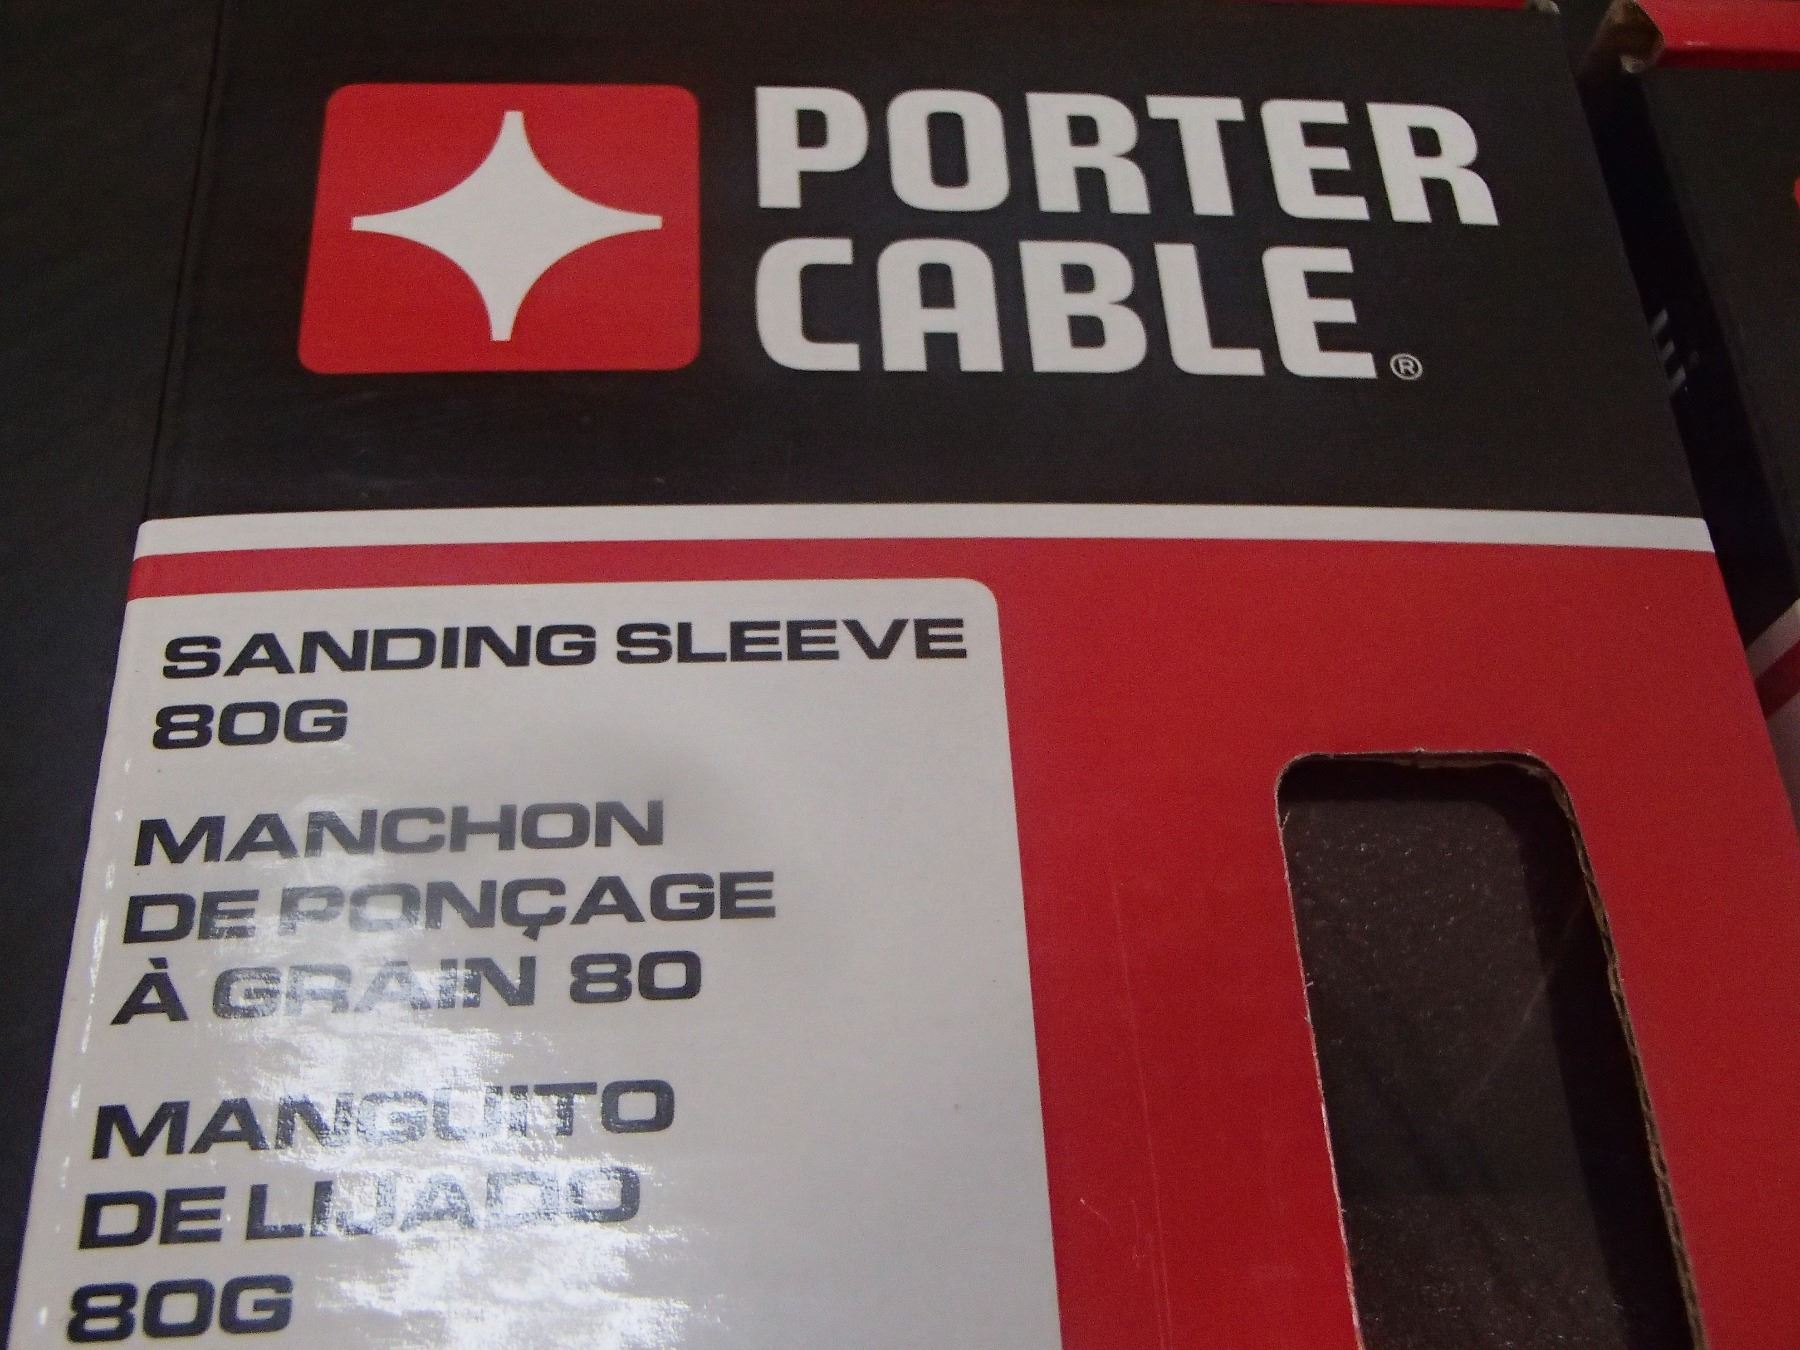 PORTER
CABLE®
SANDING SLEEVE
80G
MANCHON
DE PONÇAGE
À GRAIN 80
MANGUITO
DE LIJADO
80G